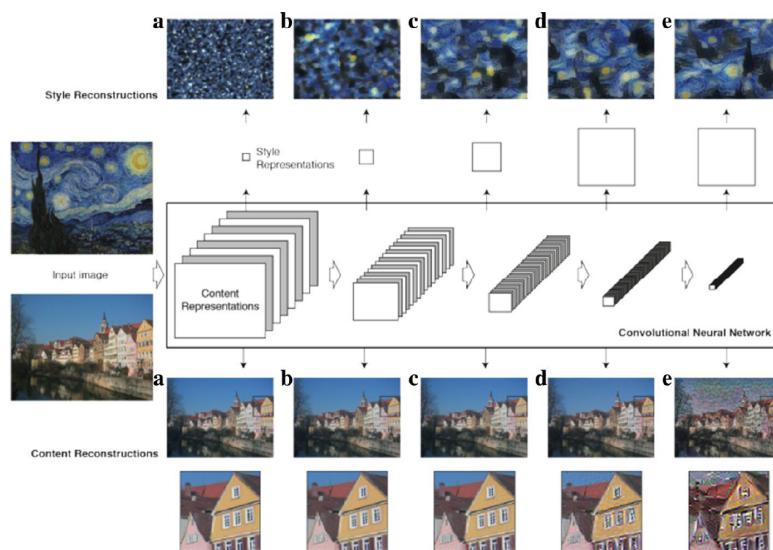 a b c d e
Style Reconstructions
Style
Representations
Input image
Content
Representations
Convolutional Neural Network
a b c d e
Content Reconstructions